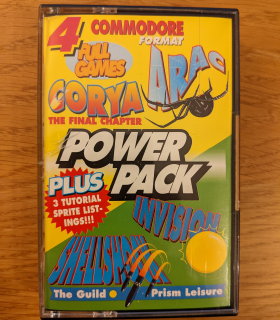 4 COMMODORE
FORMAT
FULL
GAMES
ARAC
CORYA
THE FINAL CHAPTER
POWER
PACK
PLUS
3 TUTORIAL
SPRITE LIST-
INGS!!!
INVISION
SHELLSHOCK
The Guild Prism Leisure